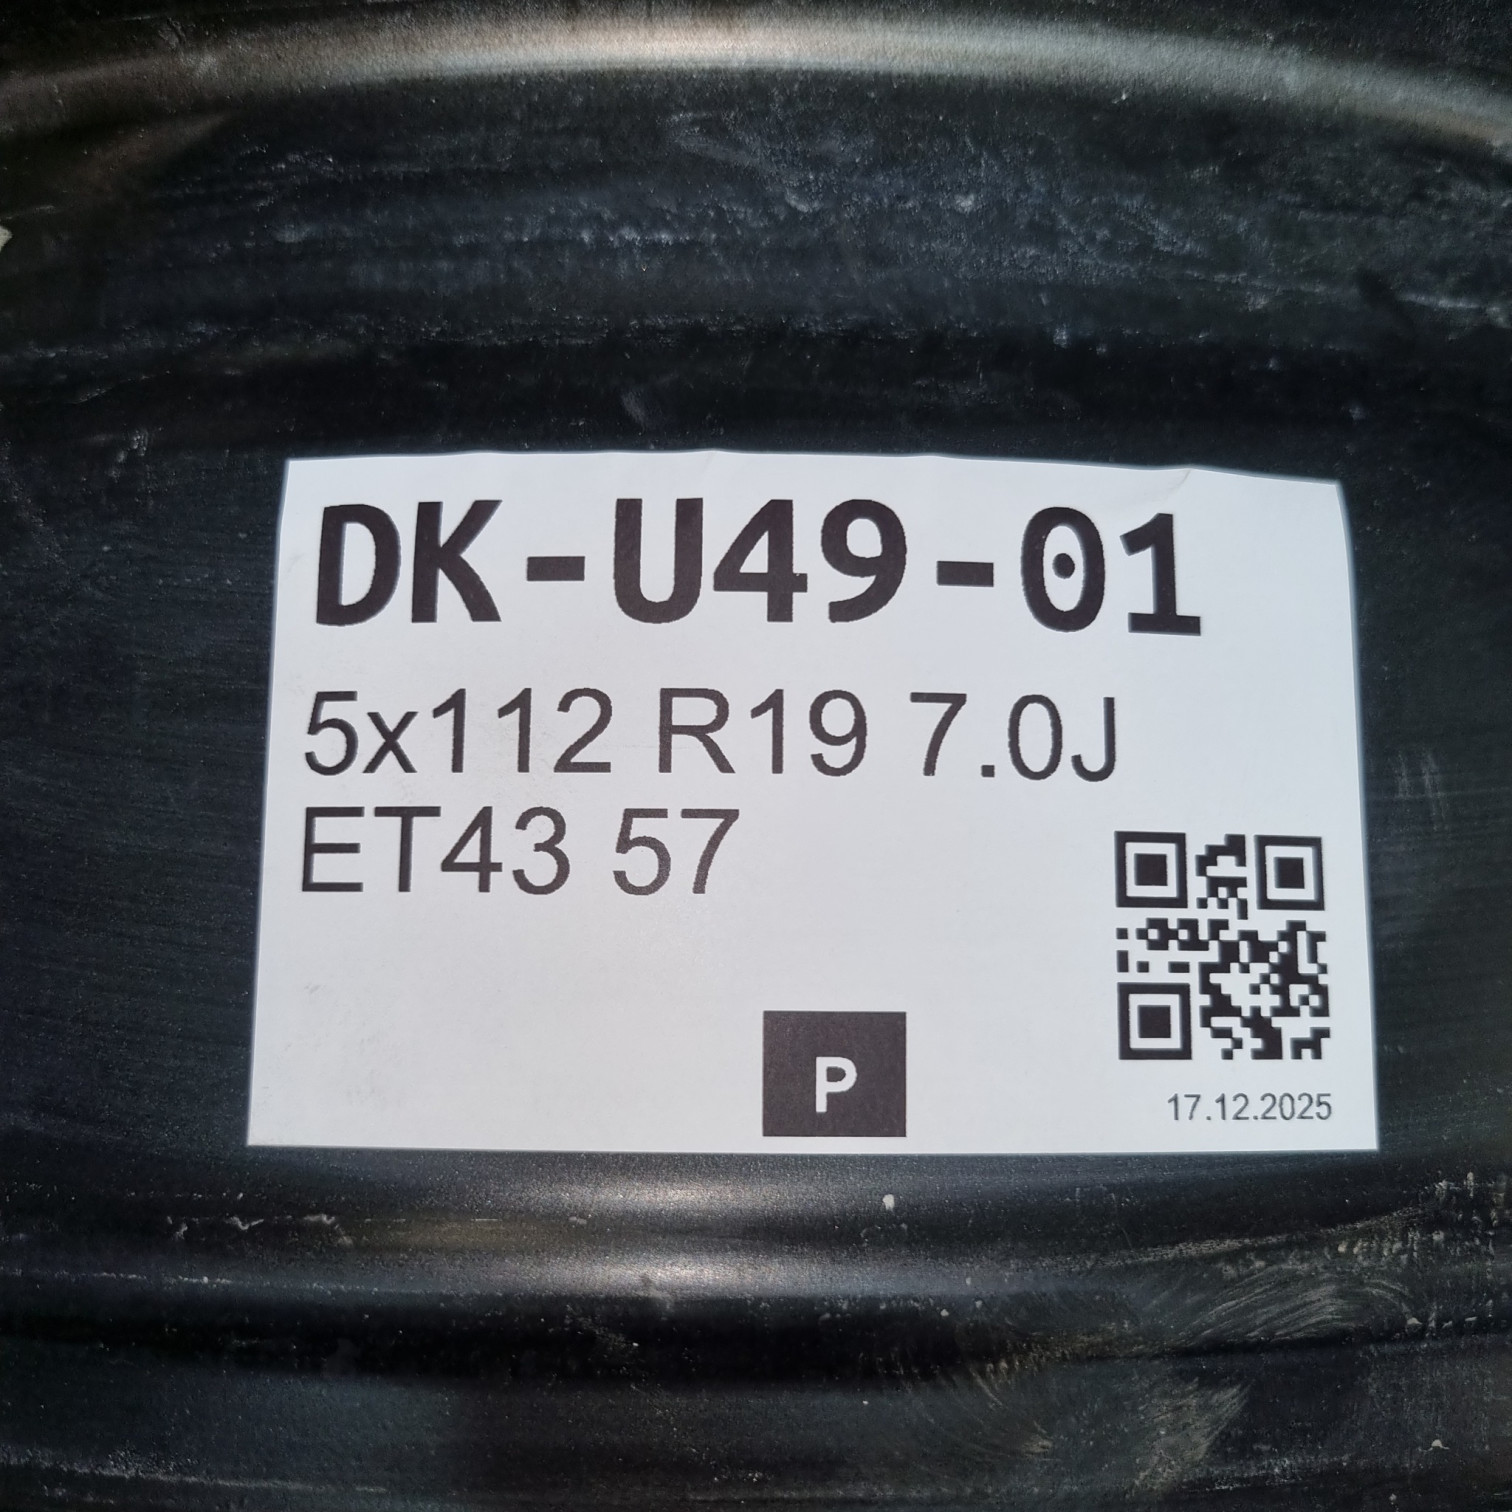 DK-U49-01
5x112 R19 7.0J
ET43 57
P
17.12.2025